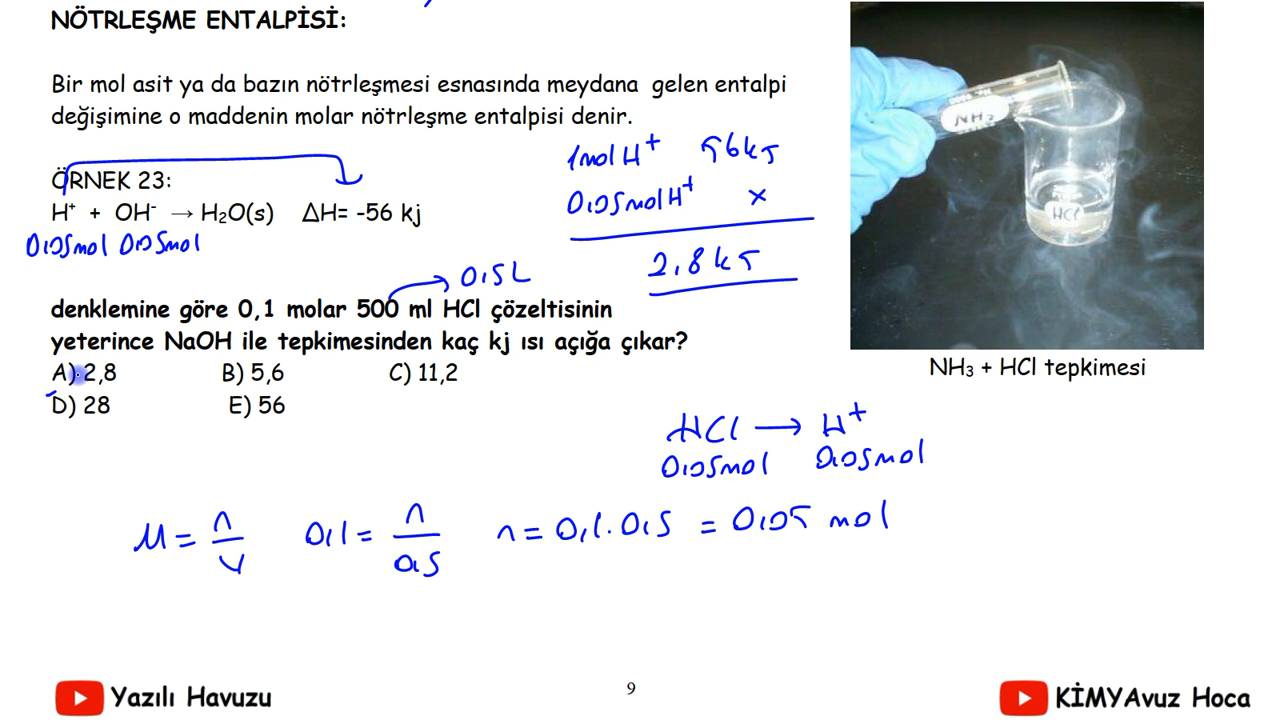 NÖTRLEŞME ENTALPİSİ:
Bir mol asit ya da bazın nötrleşmesi esnasında meydana gelen entalpi
değişimine o maddenin molar nötrleşme entalpisi denir.
1mol H⁺ 56kJ
0,05mol H⁺ x
2,8kJ
ÖRNEK 23:
H⁺ + OH⁻ → H₂O(s) ΔH= -56 kj
0,05mol 0,05mol
0,5L
denklemine göre 0,1 molar 500 ml HCl çözeltisinin
yeterince NaOH ile tepkimesinden kaç kj ısı açığa çıkar?
A) 2,8 B) 5,6 C) 11,2
D) 28 E) 56
NH₃
HCl
NH₃ + HCl tepkimesi
HCl → H⁺
0,05mol 0,05mol
M = n/v 0,1 = n/0,5 n = 0,1 . 0,5 = 0,05 mol
Yazılı Havuzu
9
KİMYAvuz Hoca